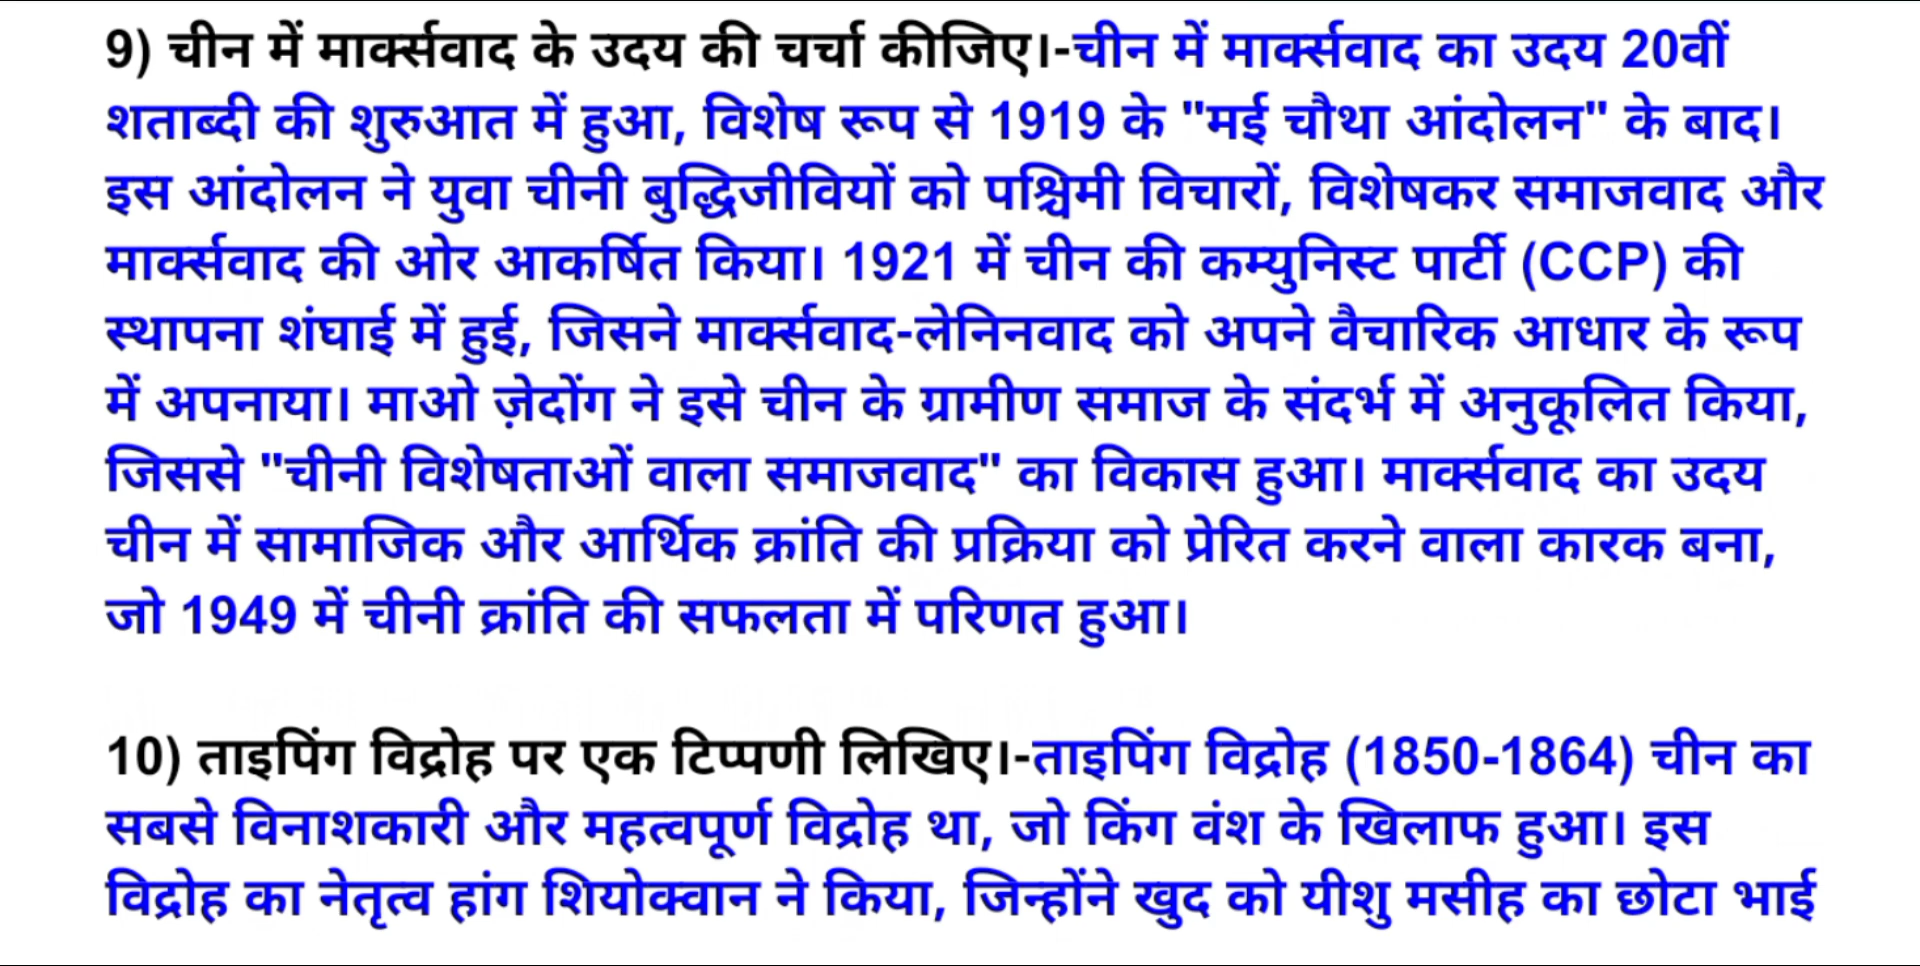 9) चीन में मार्क्सवाद के उदय की चर्चा कीजिए।-चीन में मार्क्सवाद का उदय 20वीं
शताब्दी की शुरुआत में हुआ, विशेष रूप से 1919 के "मई चौथा आंदोलन" के बाद।
इस आंदोलन ने युवा चीनी बुद्धिजीवियों को पश्चिमी विचारों, विशेषकर समाजवाद और
मार्क्सवाद की ओर आकर्षित किया। 1921 में चीन की कम्युनिस्ट पार्टी (CCP) की
स्थापना शंघाई में हुई, जिसने मार्क्सवाद-लेनिनवाद को अपने वैचारिक आधार के रूप
में अपनाया। माओ ज़ेदोंग ने इसे चीन के ग्रामीण समाज के संदर्भ में अनुकूलित किया,
जिससे "चीनी विशेषताओं वाला समाजवाद" का विकास हुआ। मार्क्सवाद का उदय
चीन में सामाजिक और आर्थिक क्रांति की प्रक्रिया को प्रेरित करने वाला कारक बना,
जो 1949 में चीनी क्रांति की सफलता में परिणत हुआ।
10) ताइपिंग विद्रोह पर एक टिप्पणी लिखिए।-ताइपिंग विद्रोह (1850-1864) चीन का
सबसे विनाशकारी और महत्वपूर्ण विद्रोह था, जो किंग वंश के खिलाफ हुआ। इस
विद्रोह का नेतृत्व हांग शियोक्वान ने किया, जिन्होंने खुद को यीशु मसीह का छोटा भाई